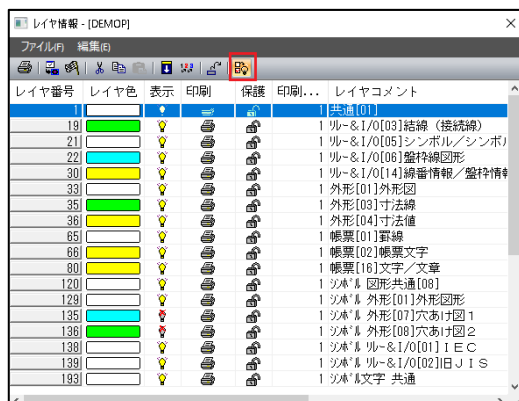 レイヤ情報 - [DEMOP]
ファイル(F) 編集(E)
レイヤ番号 レイヤ色 表示 印刷 保護 印刷... レイヤコメント
1 1 共通[01]
19 1 ﾘﾚｰ&I/O[03]結線（接続線）
21 1 ﾘﾚｰ&I/O[05]シンボル／シンボﾙ
22 1 ﾘﾚｰ&I/O[06]盤枠線図形
30 1 ﾘﾚｰ&I/O[14]線番情報／盤枠情報
33 1 外形[01]外形図
35 1 外形[03]寸法線
36 1 外形[04]寸法値
65 1 帳票[01]罫線
66 1 帳票[02]帳票文字
80 1 帳票[16]文字／文章
120 1 ｼﾝﾎﾞﾙ 図形共通[08]
129 1 ｼﾝﾎﾞﾙ 外形[01]外形図形
135 1 ｼﾝﾎﾞﾙ 外形[07]穴あけ図１
136 1 ｼﾝﾎﾞﾙ 外形[08]穴あけ図２
138 1 ｼﾝﾎﾞﾙ ﾘﾚｰ&I/O[01]ＩＥＣ
139 1 ｼﾝﾎﾞﾙ ﾘﾚｰ&I/O[02]旧ＪＩＳ
193 1 ｼﾝﾎﾞﾙ文字 共通